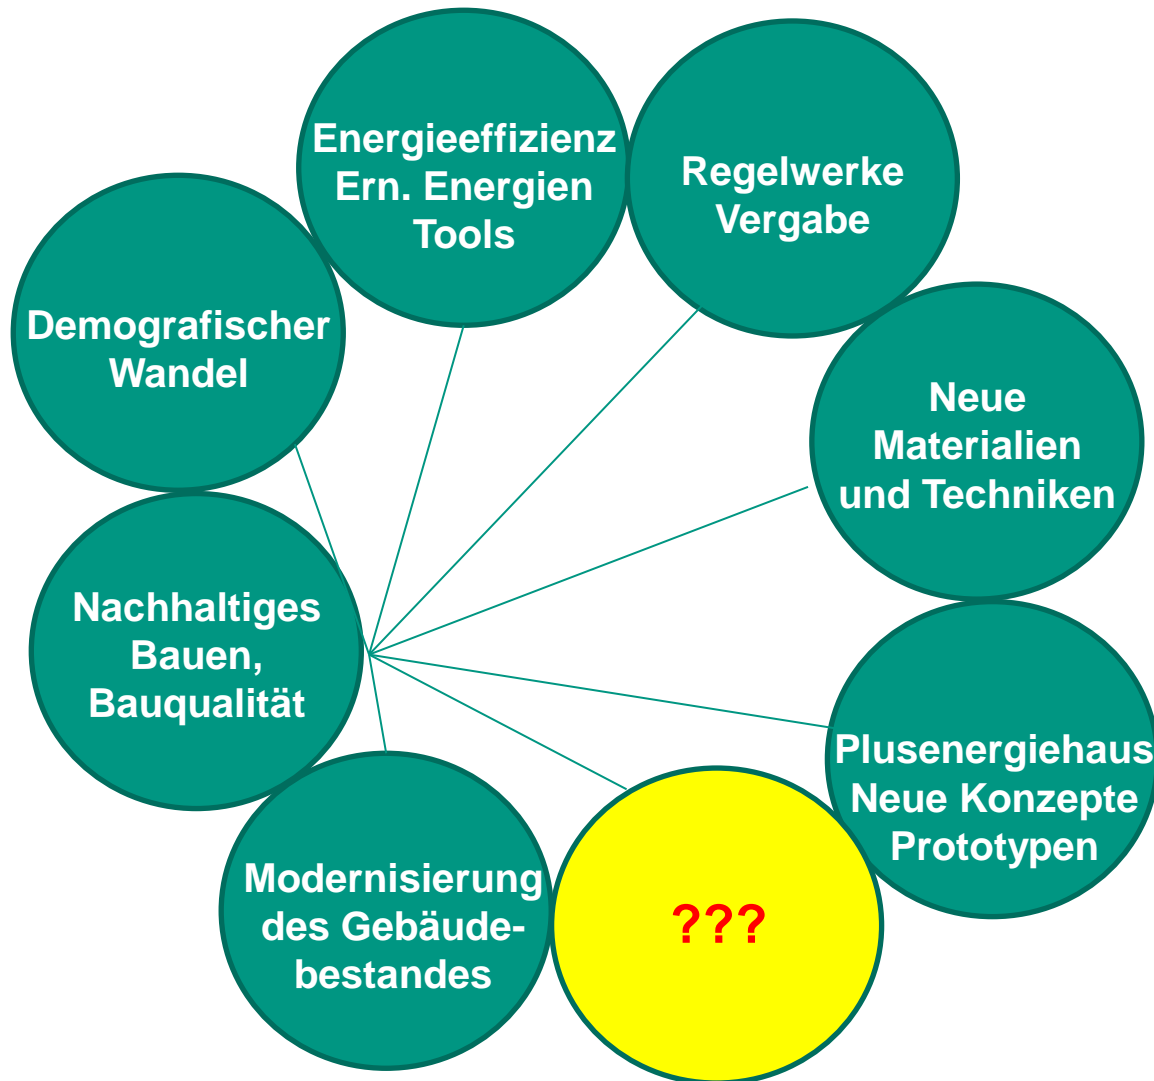 Energieeffizienz
Ern. Energien
Tools
Regelwerke
Vergabe
Demografischer
Wandel
Neue
Materialien
und Techniken
Nachhaltiges
Bauen,
Bauqualität
Plusenergiehaus
Neue Konzepte
Prototypen
Modernisierung
des Gebäude-
bestandes
???